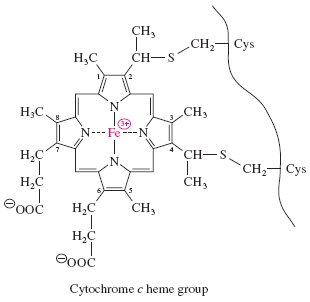 CH₃
H₃C CH—S—CH₂ Cys
1 2
N
H₃C 8 3 CH₃
N---Fe---N
3+
7 4
H₂C CH—S
CH₂ Cys
H₂C N CH₃
⊖OOC H₂C 6 5 CH₃
H₂C
⊖OOC
Cytochrome c heme group